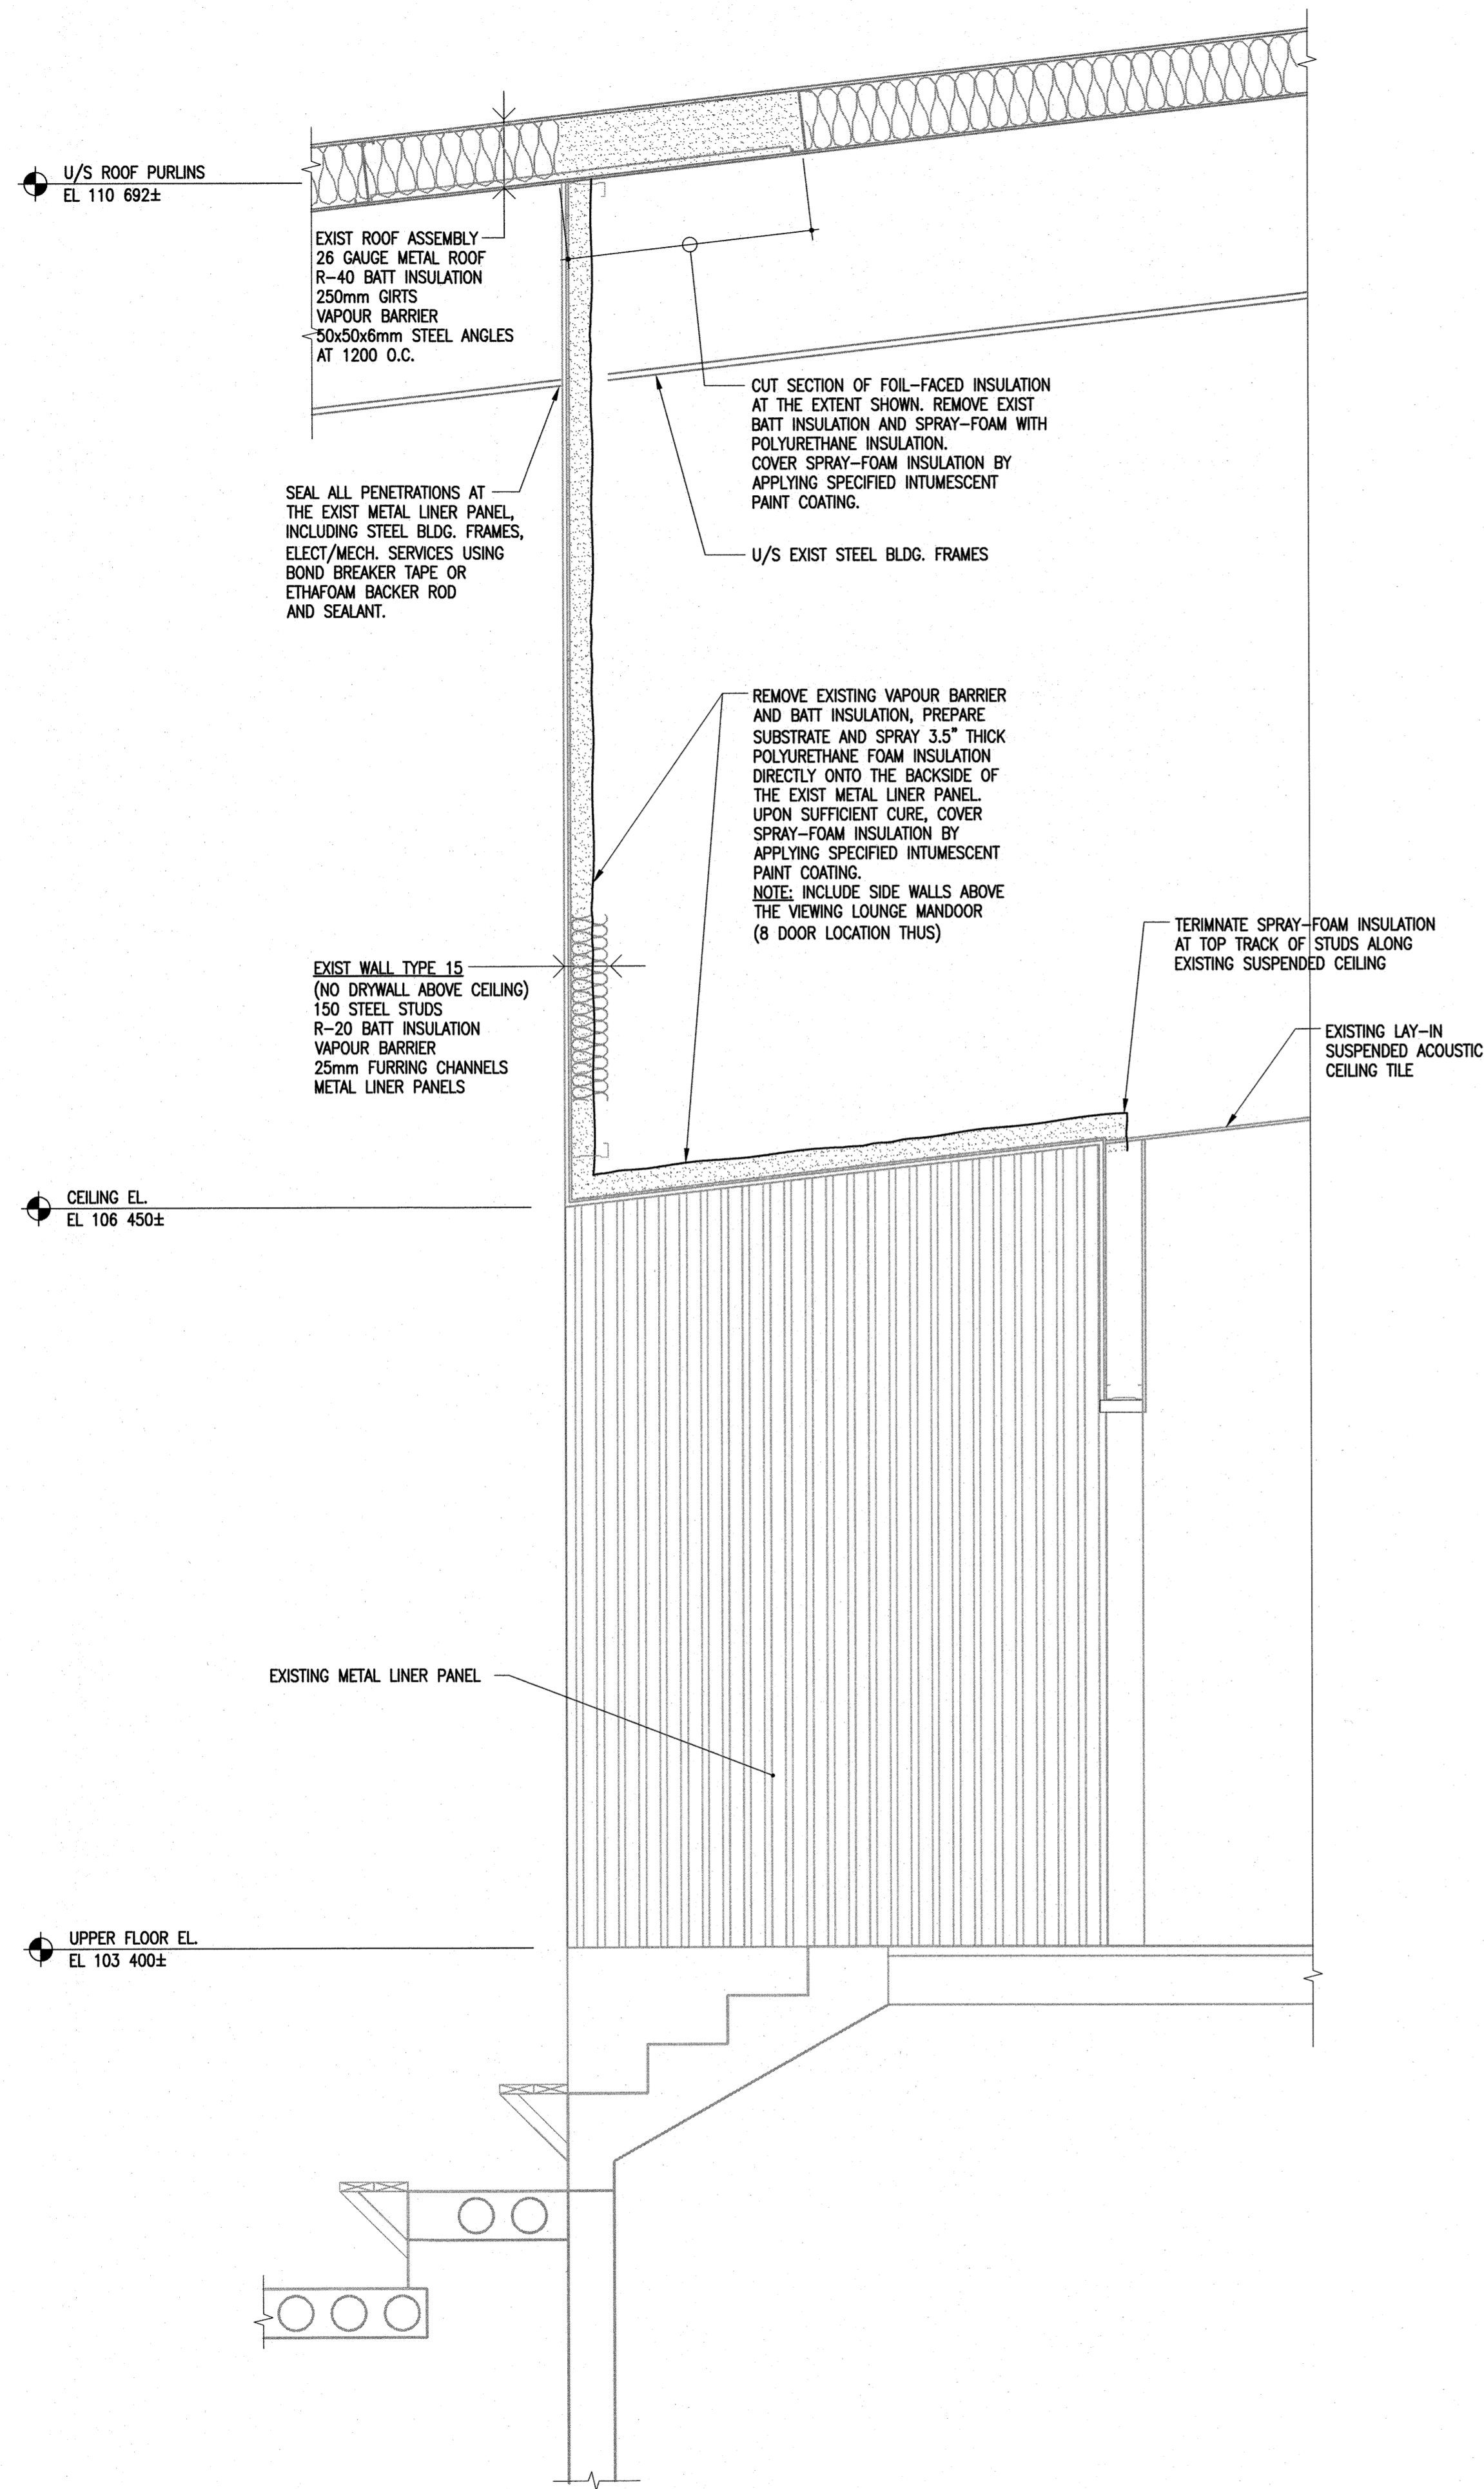 U/S ROOF PURLINS
EL 110 692±
EXIST ROOF ASSEMBLY
26 GAUGE METAL ROOF
R-40 BATT INSULATION
250mm GIRTS
VAPOUR BARRIER
50x50x6mm STEEL ANGLES
AT 1200 O.C.
CUT SECTION OF FOIL-FACED INSULATION
AT THE EXTENT SHOWN. REMOVE EXIST
BATT INSULATION AND SPRAY-FOAM WITH
POLYURETHANE INSULATION.
COVER SPRAY-FOAM INSULATION BY
APPLYING SPECIFIED INTUMESCENT
PAINT COATING.
SEAL ALL PENETRATIONS AT
THE EXIST METAL LINER PANEL,
INCLUDING STEEL BLDG. FRAMES,
ELECT/MECH. SERVICES USING
BOND BREAKER TAPE OR
ETHAFOAM BACKER ROD
AND SEALANT.
U/S EXIST STEEL BLDG. FRAMES
REMOVE EXISTING VAPOUR BARRIER
AND BATT INSULATION, PREPARE
SUBSTRATE AND SPRAY 3.5" THICK
POLYURETHANE FOAM INSULATION
DIRECTLY ONTO THE BACKSIDE OF
THE EXIST METAL LINER PANEL.
UPON SUFFICIENT CURE, COVER
SPRAY-FOAM INSULATION BY
APPLYING SPECIFIED INTUMESCENT
PAINT COATING.
NOTE: INCLUDE SIDE WALLS ABOVE
THE VIEWING LOUNGE MANDOOR
(8 DOOR LOCATION THUS)
TERIMNATE SPRAY-FOAM INSULATION
AT TOP TRACK OF STUDS ALONG
EXISTING SUSPENDED CEILING
EXIST WALL TYPE 15
(NO DRYWALL ABOVE CEILING)
150 STEEL STUDS
R-20 BATT INSULATION
VAPOUR BARRIER
25mm FURRING CHANNELS
METAL LINER PANELS
EXISTING LAY-IN
SUSPENDED ACOUSTIC
CEILING TILE
CEILING EL.
EL 106 450±
EXISTING METAL LINER PANEL
UPPER FLOOR EL.
EL 103 400±